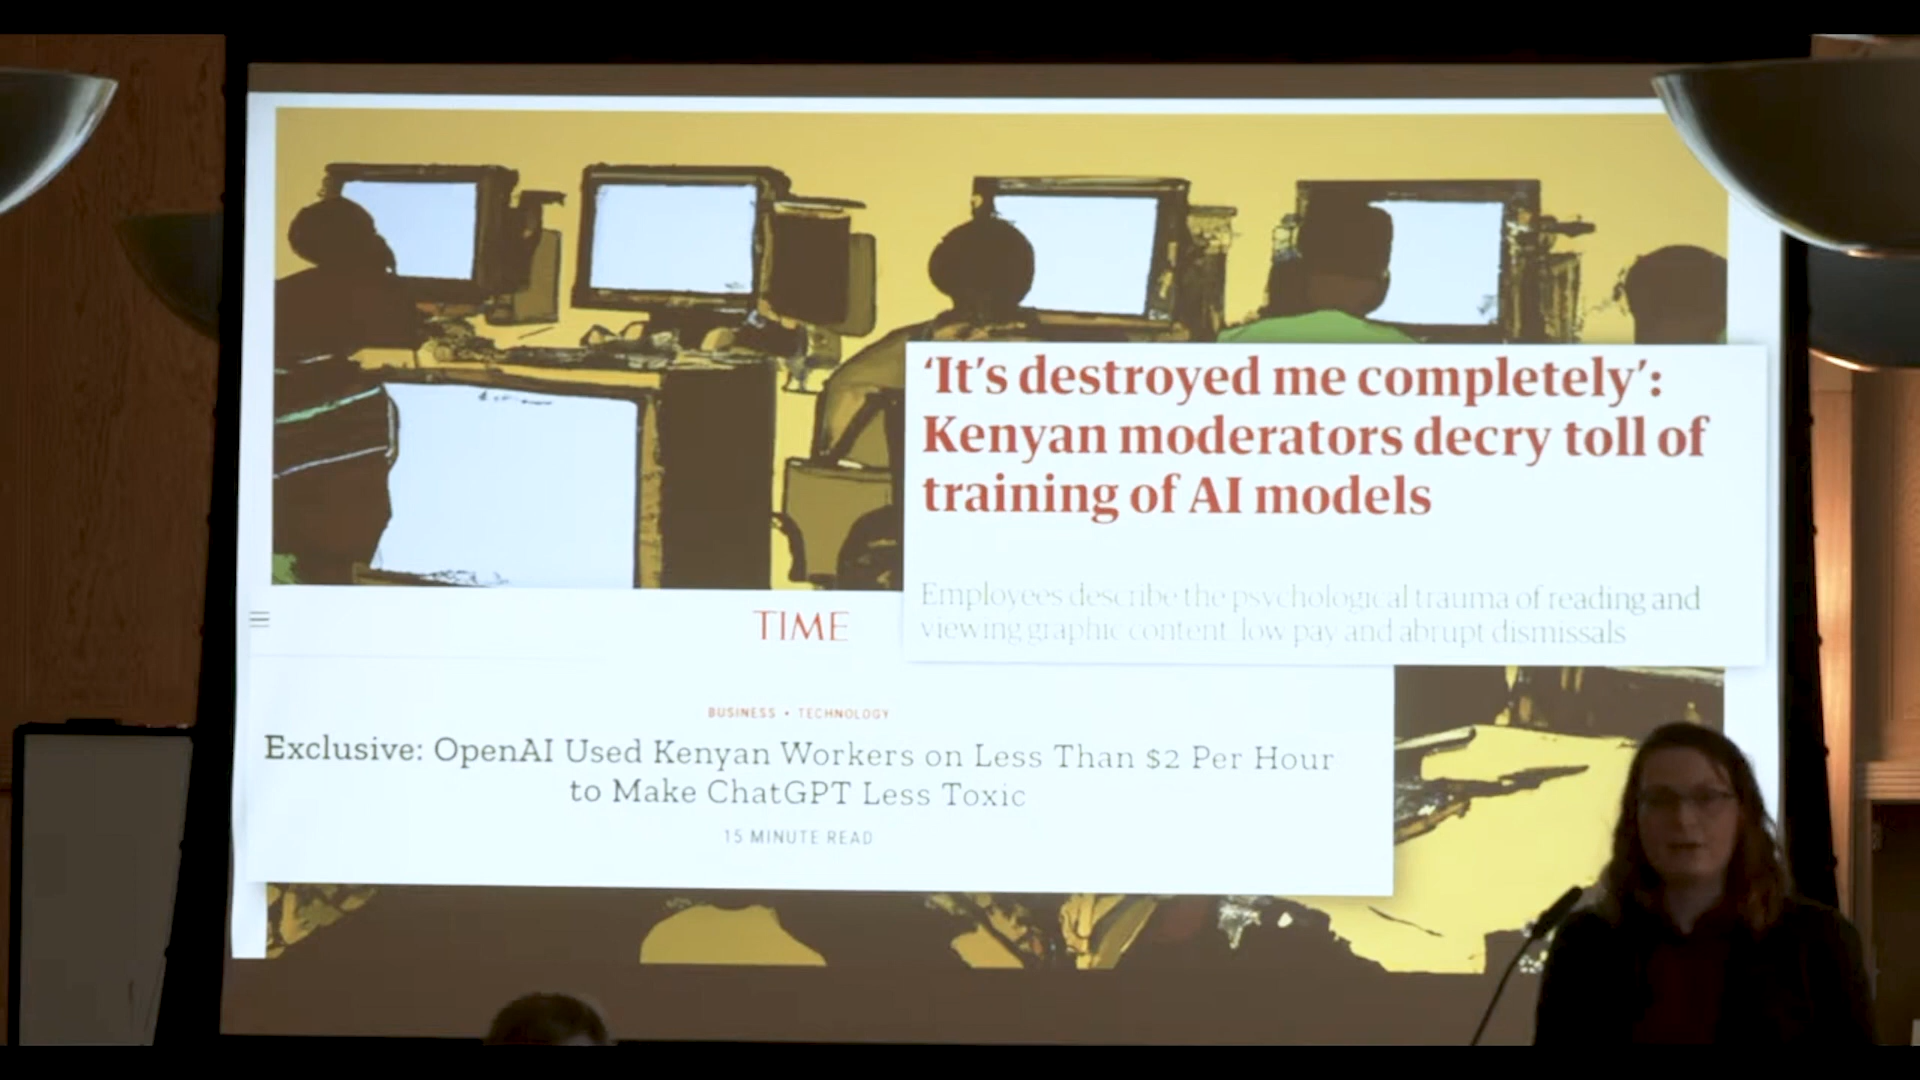 ‘It’s destroyed me completely’:
Kenyan moderators decry toll of
training of AI models
Employees describe the psychological trauma of reading and
viewing graphic content, low pay and abrupt dismissals
TIME
BUSINESS • TECHNOLOGY
Exclusive: OpenAI Used Kenyan Workers on Less Than $2 Per Hour
to Make ChatGPT Less Toxic
15 MINUTE READ